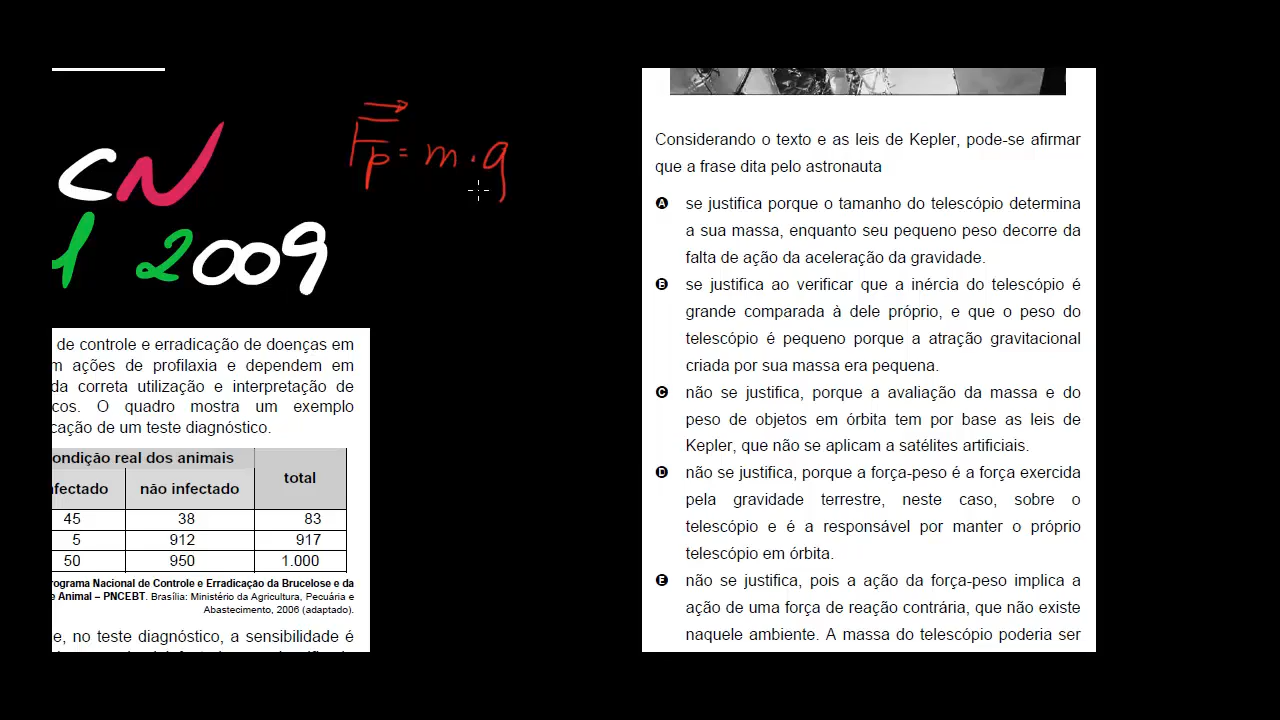 CN
1 2009
Fp = m . g
de controle e erradicação de doenças em
m ações de profilaxia e dependem em
da correta utilização e interpretação de
cos. O quadro mostra um exemplo
cação de um teste diagnóstico.
ondição real dos animais
total
nfectado
não infectado
45 38 83
5 912 917
50 950 1.000
rograma Nacional de Controle e Erradicação da Brucelose e da
e Animal – PNCEBT. Brasília: Ministério da Agricultura, Pecuária e
Abastecimento, 2006 (adaptado).
e, no teste diagnóstico, a sensibilidade é
Considerando o texto e as leis de Kepler, pode-se afirmar
que a frase dita pelo astronauta
A se justifica porque o tamanho do telescópio determina
a sua massa, enquanto seu pequeno peso decorre da
falta de ação da aceleração da gravidade.
B se justifica ao verificar que a inércia do telescópio é
grande comparada à dele próprio, e que o peso do
telescópio é pequeno porque a atração gravitacional
criada por sua massa era pequena.
C não se justifica, porque a avaliação da massa e do
peso de objetos em órbita tem por base as leis de
Kepler, que não se aplicam a satélites artificiais.
D não se justifica, porque a força-peso é a força exercida
pela gravidade terrestre, neste caso, sobre o
telescópio e é a responsável por manter o próprio
telescópio em órbita.
E não se justifica, pois a ação da força-peso implica a
ação de uma força de reação contrária, que não existe
naquele ambiente. A massa do telescópio poderia ser